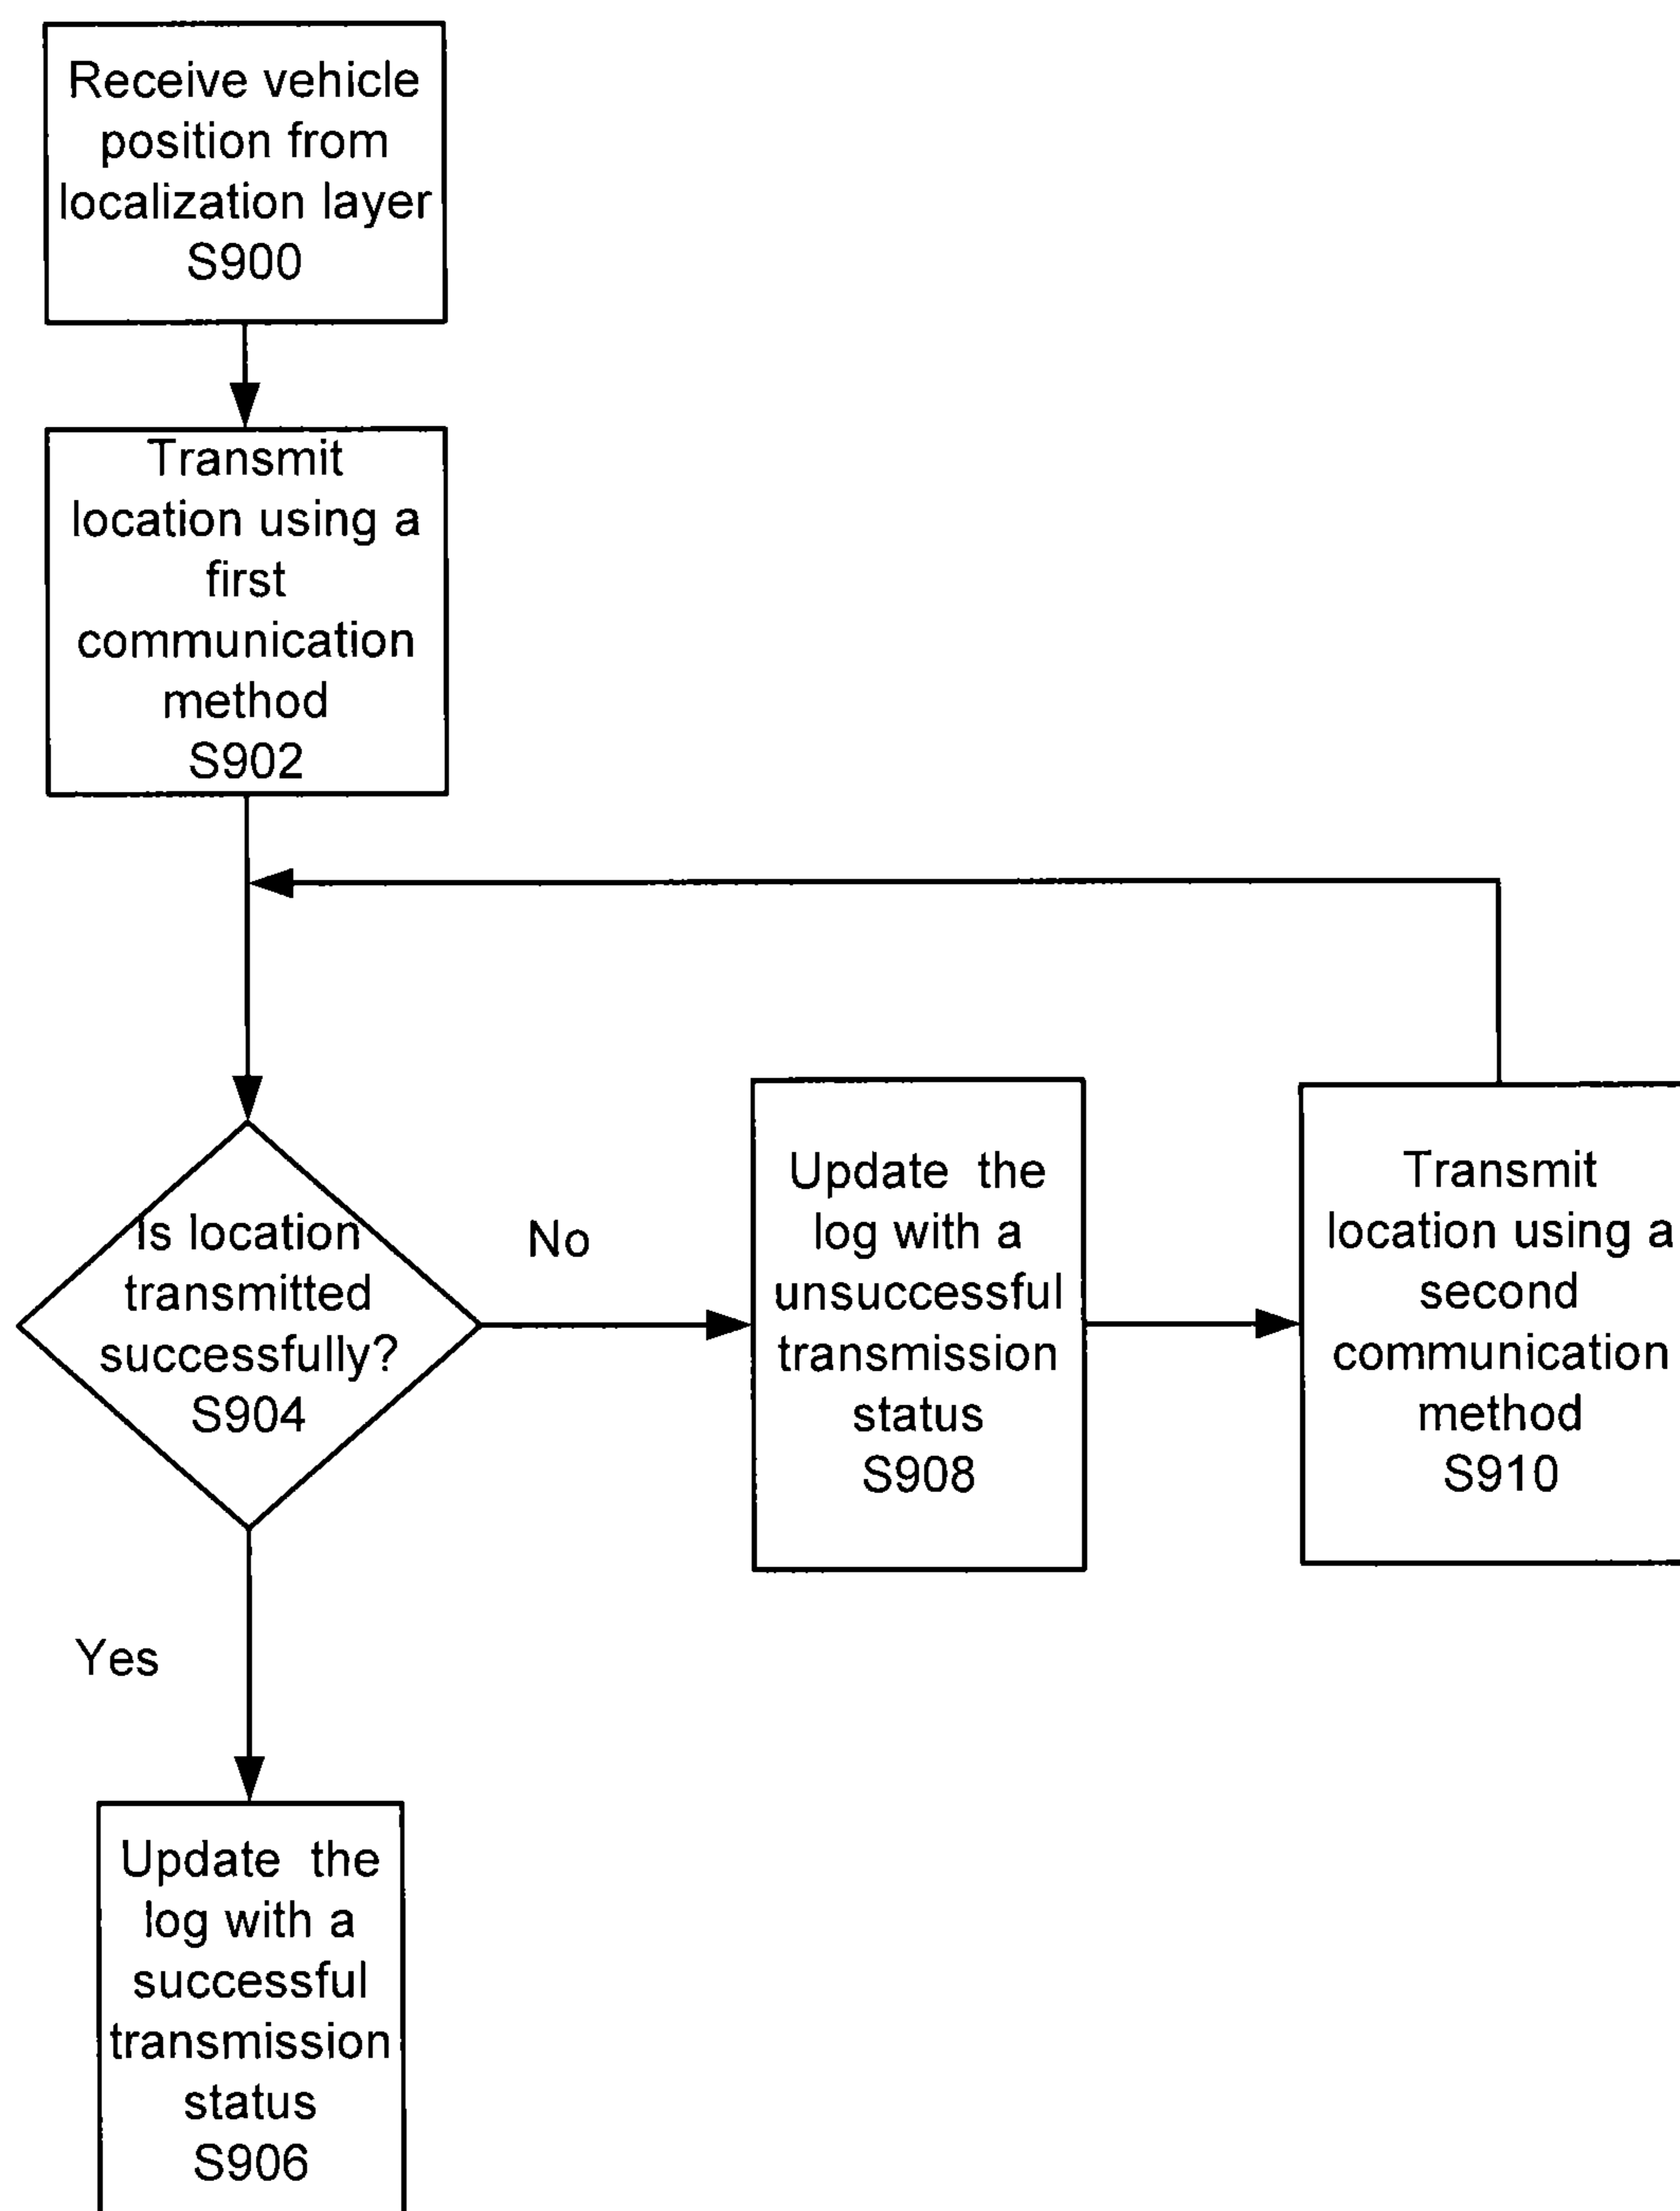 Receive vehicle
position from
localization layer
S900
Transmit
location using a
first
communication
method
S902
Is location
transmitted
successfully?
S904
No
Update the
log with a
unsuccessful
transmission
status
S908
Transmit
location using a
second
communication
method
S910
Yes
Update the
log with a
successful
transmission
status
S906